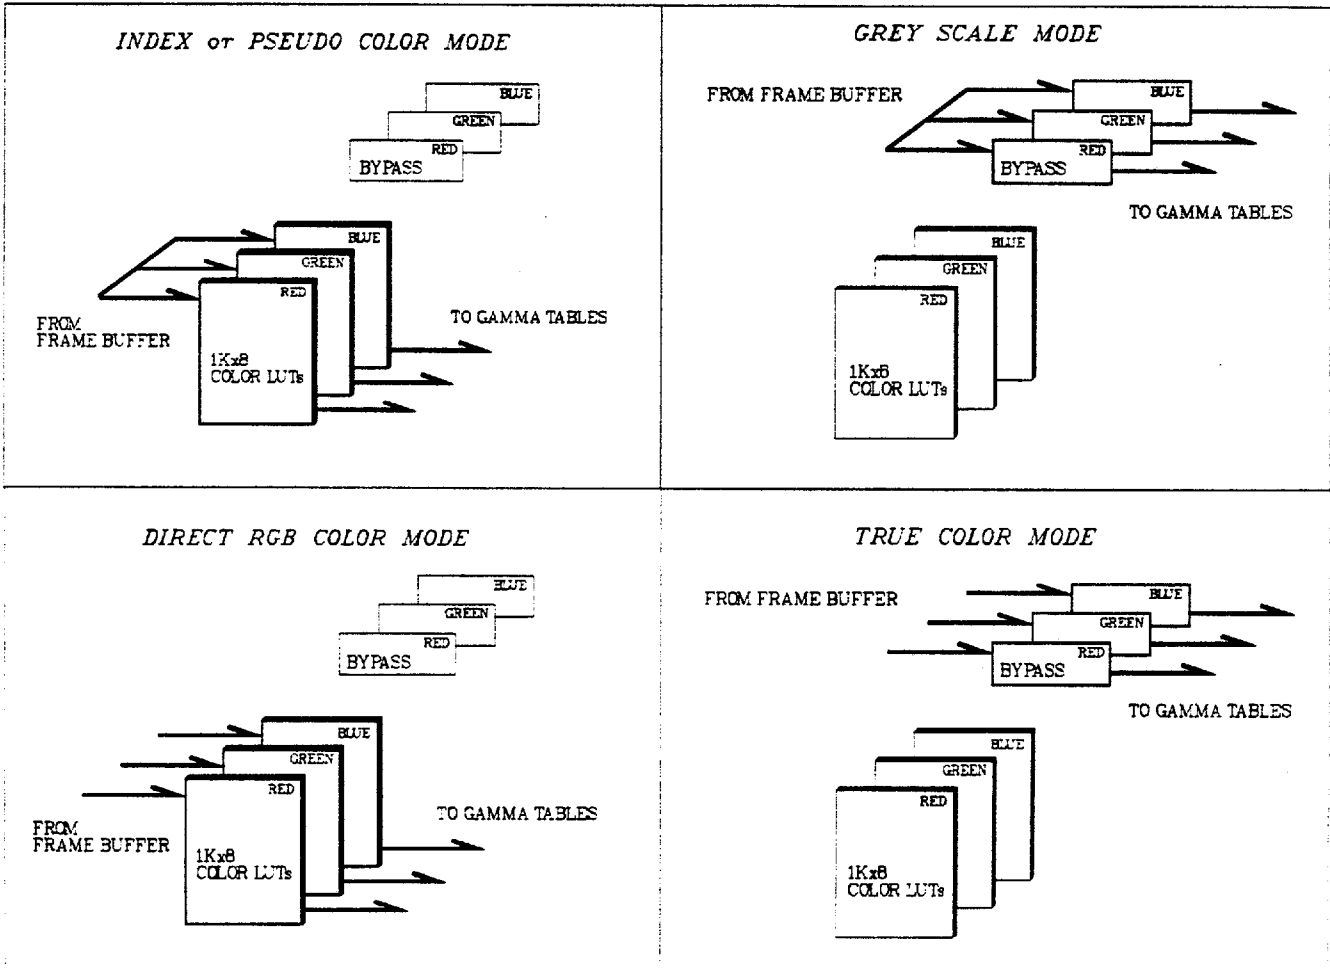 INDEX or PSEUDO COLOR MODE
BLUE
GREEN
RED
BYPASS
BLUE
GREEN
RED
FROM
FRAME BUFFER
TO GAMMA TABLES
1Kx8
COLOR LUTs
GREY SCALE MODE
FROM FRAME BUFFER
BLUE
GREEN
RED
BYPASS
TO GAMMA TABLES
BLUE
GREEN
RED
1Kx8
COLOR LUTs
DIRECT RGB COLOR MODE
BLUE
GREEN
RED
BYPASS
BLUE
GREEN
RED
FROM
FRAME BUFFER
TO GAMMA TABLES
1Kx8
COLOR LUTs
TRUE COLOR MODE
FROM FRAME BUFFER
BLUE
GREEN
RED
BYPASS
TO GAMMA TABLES
BLUE
GREEN
RED
1Kx8
COLOR LUTs